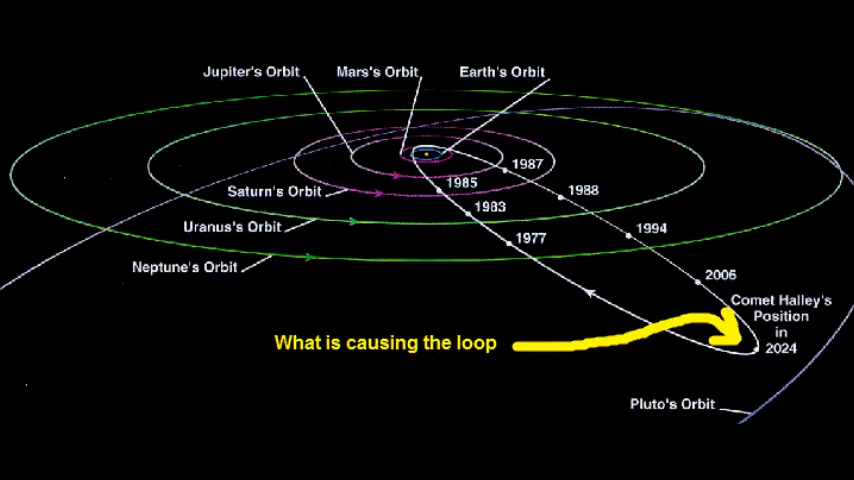 Jupiter's Orbit
Mars's Orbit
Earth's Orbit
1987
1985
Saturn's Orbit
1988
1983
Uranus's Orbit
1994
1977
Neptune's Orbit
2005
Comet Halley's
Position
in
2024
What is causing the loop
Pluto's Orbit